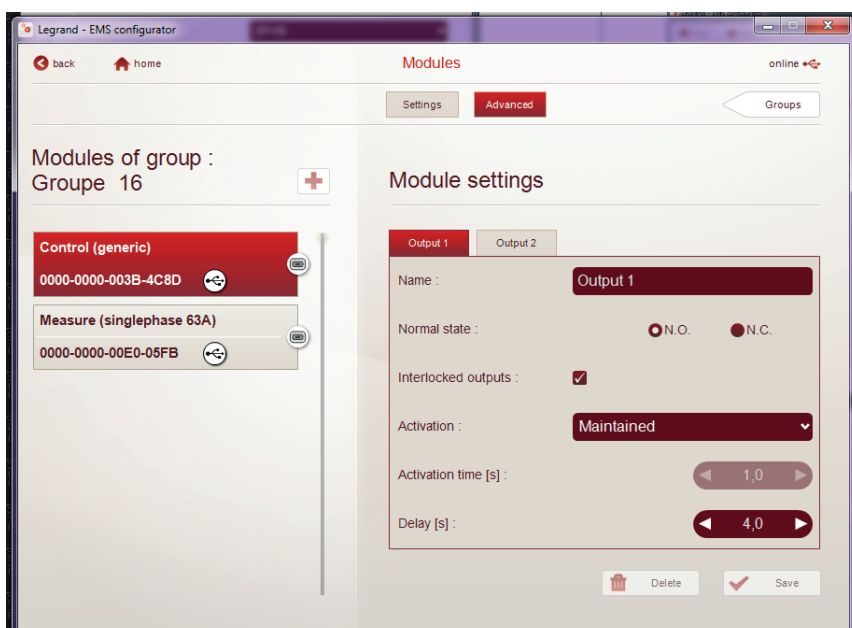 Legrand - EMS configurator
back
home
Modules
online
Settings
Advanced
Groups
Modules of group :
Groupe 16
Control (generic)
0000-0000-003B-4C8D
Measure (singlephase 63A)
0000-0000-00E0-05FB
Module settings
Output 1
Output 2
Name :
Output 1
Normal state :
N.O.
N.C.
Interlocked outputs :
Activation :
Maintained
Activation time [s] :
1,0
Delay [s] :
4,0
Delete
Save